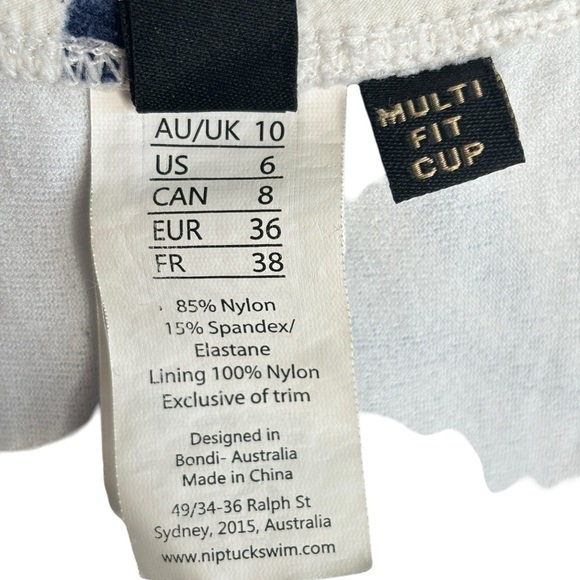 MULTI
FIT
CUP
AU/UK 10
US 6
CAN 8
EUR 36
FR 38
85% Nylon
15% Spandex/
Elastane
Lining 100% Nylon
Exclusive of trim
Designed in
Bondi- Australia
Made in China
49/34-36 Ralph St
Sydney, 2015, Australia
www.niptuckswim.com